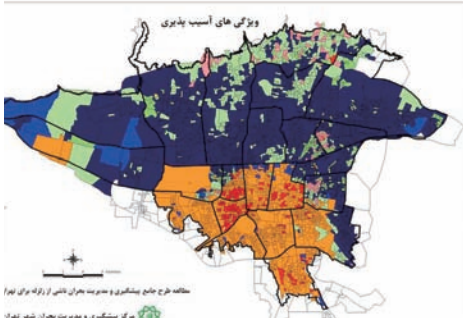 ویژگی های آسیب پذیری
مطالعه طرح جامع پیشگیری و مدیریت بحران ناشی از زلزله برای تهران
مرکز پیشگیری و مدیریت بحران شهر تهران